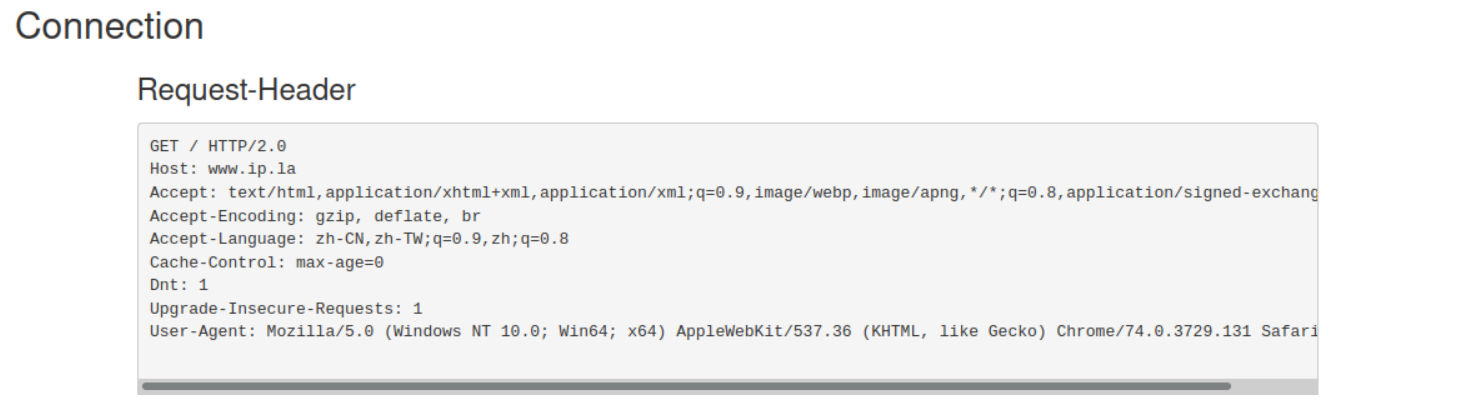 Connection
Request-Header
GET / HTTP/2.0
Host: www.ip.la
Accept: text/html,application/xhtml+xml,application/xml;q=0.9,image/webp,image/apng,*/*;q=0.8,application/signed-exchang
Accept-Encoding: gzip, deflate, br
Accept-Language: zh-CN,zh-TW;q=0.9,zh;q=0.8
Cache-Control: max-age=0
Dnt: 1
Upgrade-Insecure-Requests: 1
User-Agent: Mozilla/5.0 (Windows NT 10.0; Win64; x64) AppleWebKit/537.36 (KHTML, like Gecko) Chrome/74.0.3729.131 Safari